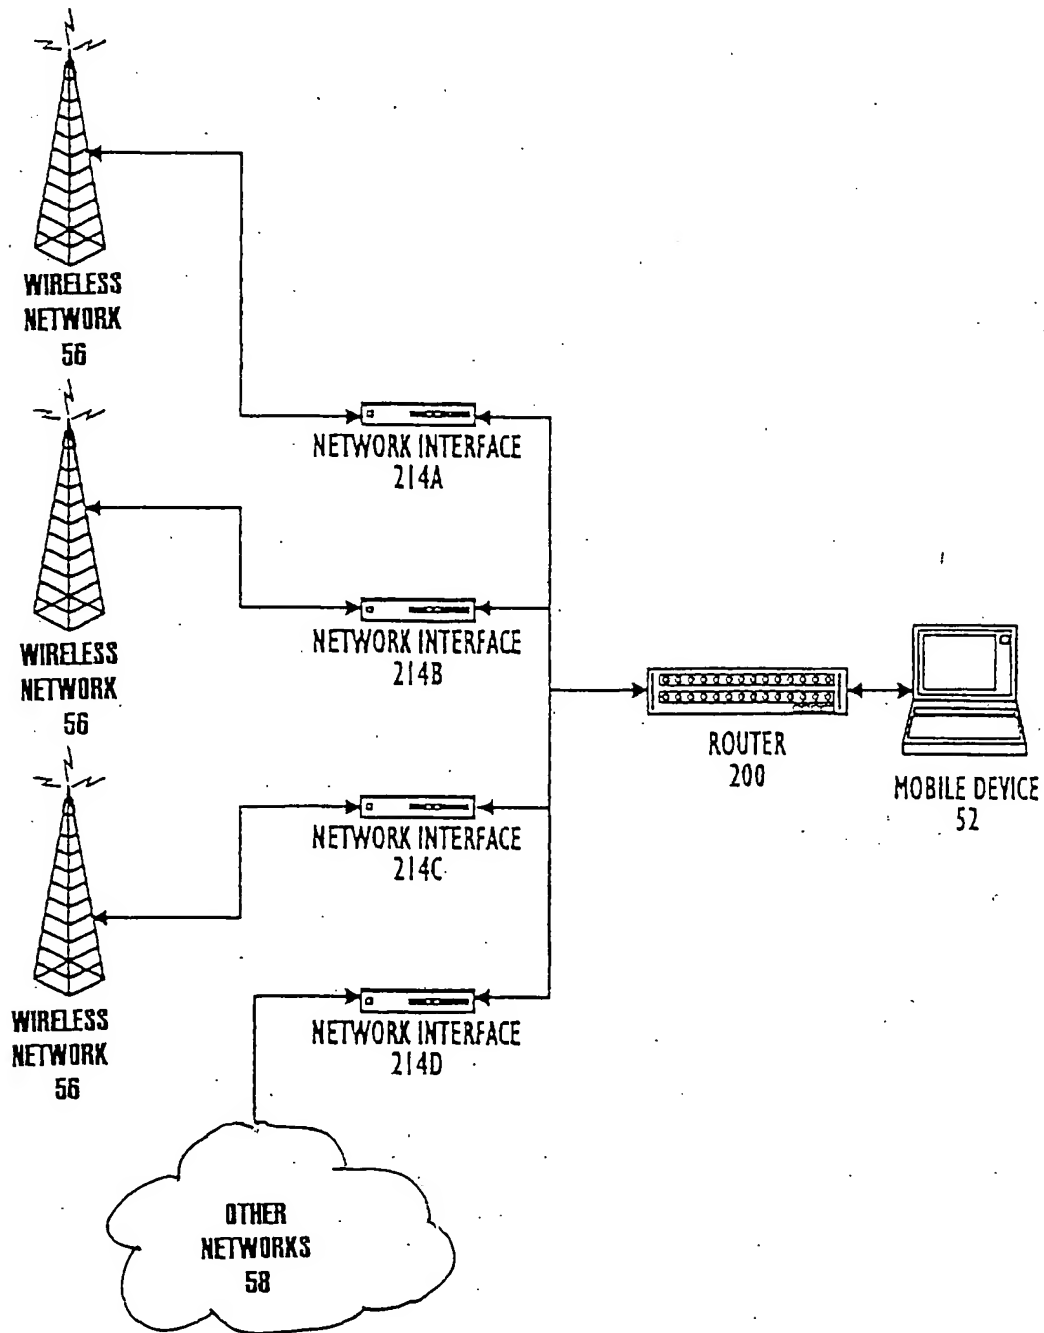 WIRELESS
NETWORK
56
NETWORK INTERFACE
214A
WIRELESS
NETWORK
56
NETWORK INTERFACE
214B
ROUTER
200
MOBILE DEVICE
52
WIRELESS
NETWORK
56
NETWORK INTERFACE
214C
NETWORK INTERFACE
214D
OTHER
NETWORKS
58